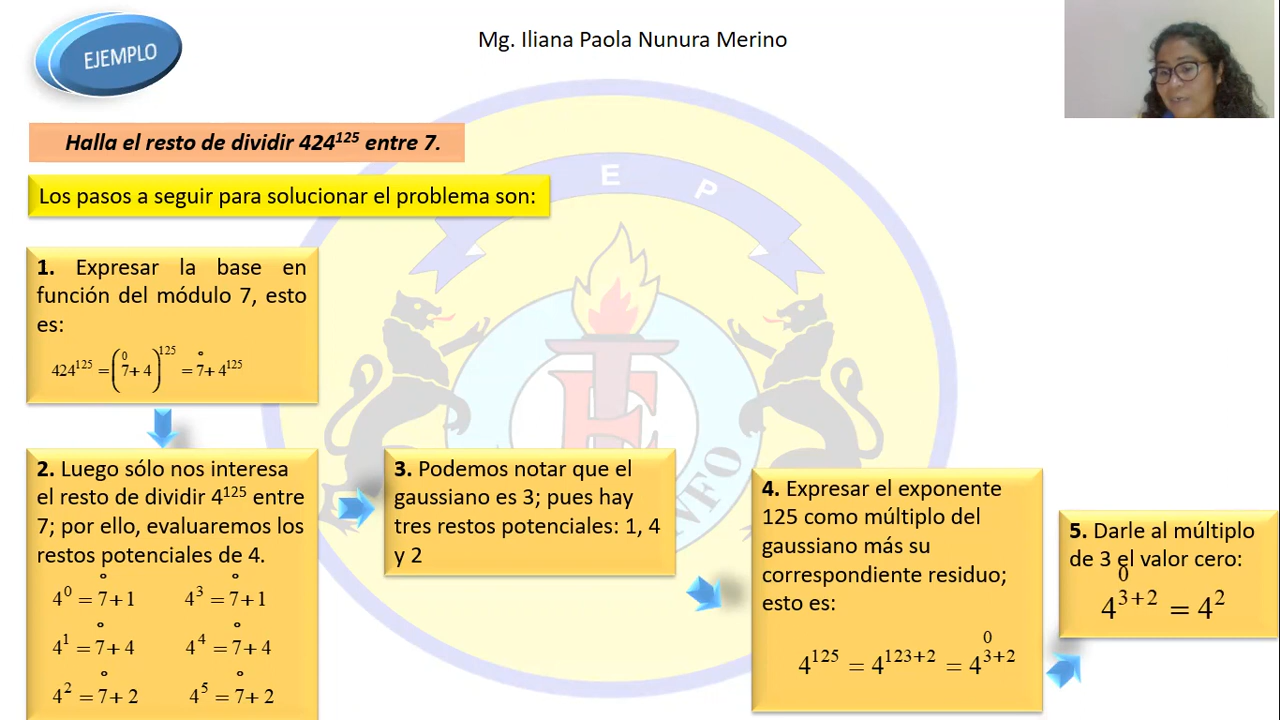 EJEMPLO
Mg. Iliana Paola Nunura Merino
Halla el resto de dividir 424¹²⁵ entre 7.
Los pasos a seguir para solucionar el problema son:
1. Expresar la base en
función del módulo 7, esto
es:
424¹²⁵ = (7̊ + 4)¹²⁵ = 7̊ + 4¹²⁵
2. Luego sólo nos interesa
el resto de dividir 4¹²⁵ entre
7; por ello, evaluaremos los
restos potenciales de 4.
4⁰ = 7̊ + 1 4³ = 7̊ + 1
4¹ = 7̊ + 4 4⁴ = 7̊ + 4
4² = 7̊ + 2 4⁵ = 7̊ + 2
3. Podemos notar que el
gaussiano es 3; pues hay
tres restos potenciales: 1, 4
y 2
4. Expresar el exponente
125 como múltiplo del
gaussiano más su
correspondiente residuo;
esto es:
4¹²⁵ = 4¹²³⁺² = 4^(3̊+2)
5. Darle al múltiplo
de 3 el valor cero:
4^(3̊+2) = 4²
E P
E
NFO